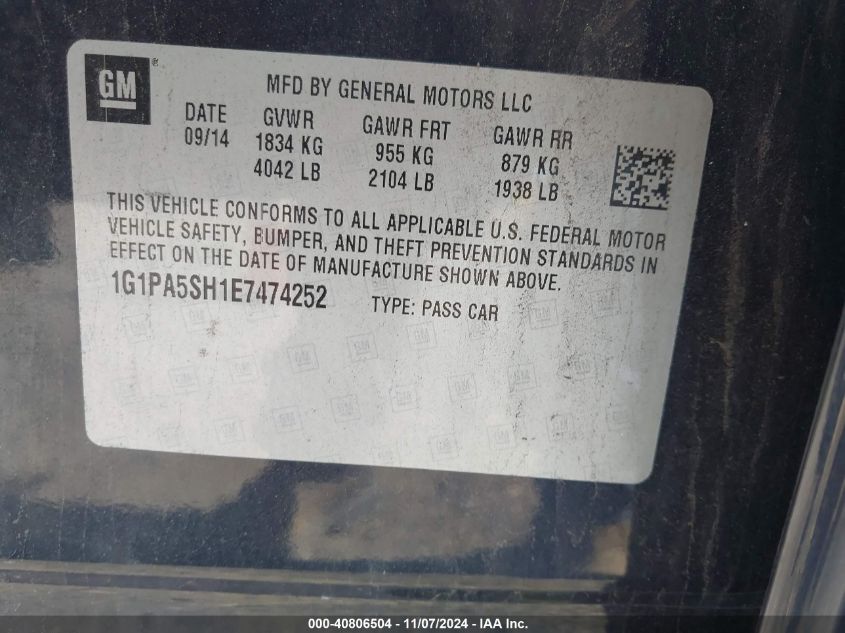 GM ®
MFD BY GENERAL MOTORS LLC
DATE GVWR GAWR FRT GAWR RR
09/14 1834 KG 955 KG 879 KG
4042 LB 2104 LB 1938 LB
THIS VEHICLE CONFORMS TO ALL APPLICABLE U.S. FEDERAL MOTOR
VEHICLE SAFETY, BUMPER, AND THEFT PREVENTION STANDARDS IN
EFFECT ON THE DATE OF MANUFACTURE SHOWN ABOVE.
1G1PA5SH1E7474252 TYPE: PASS CAR
000-40806504 - 11/07/2024 - IAA Inc.